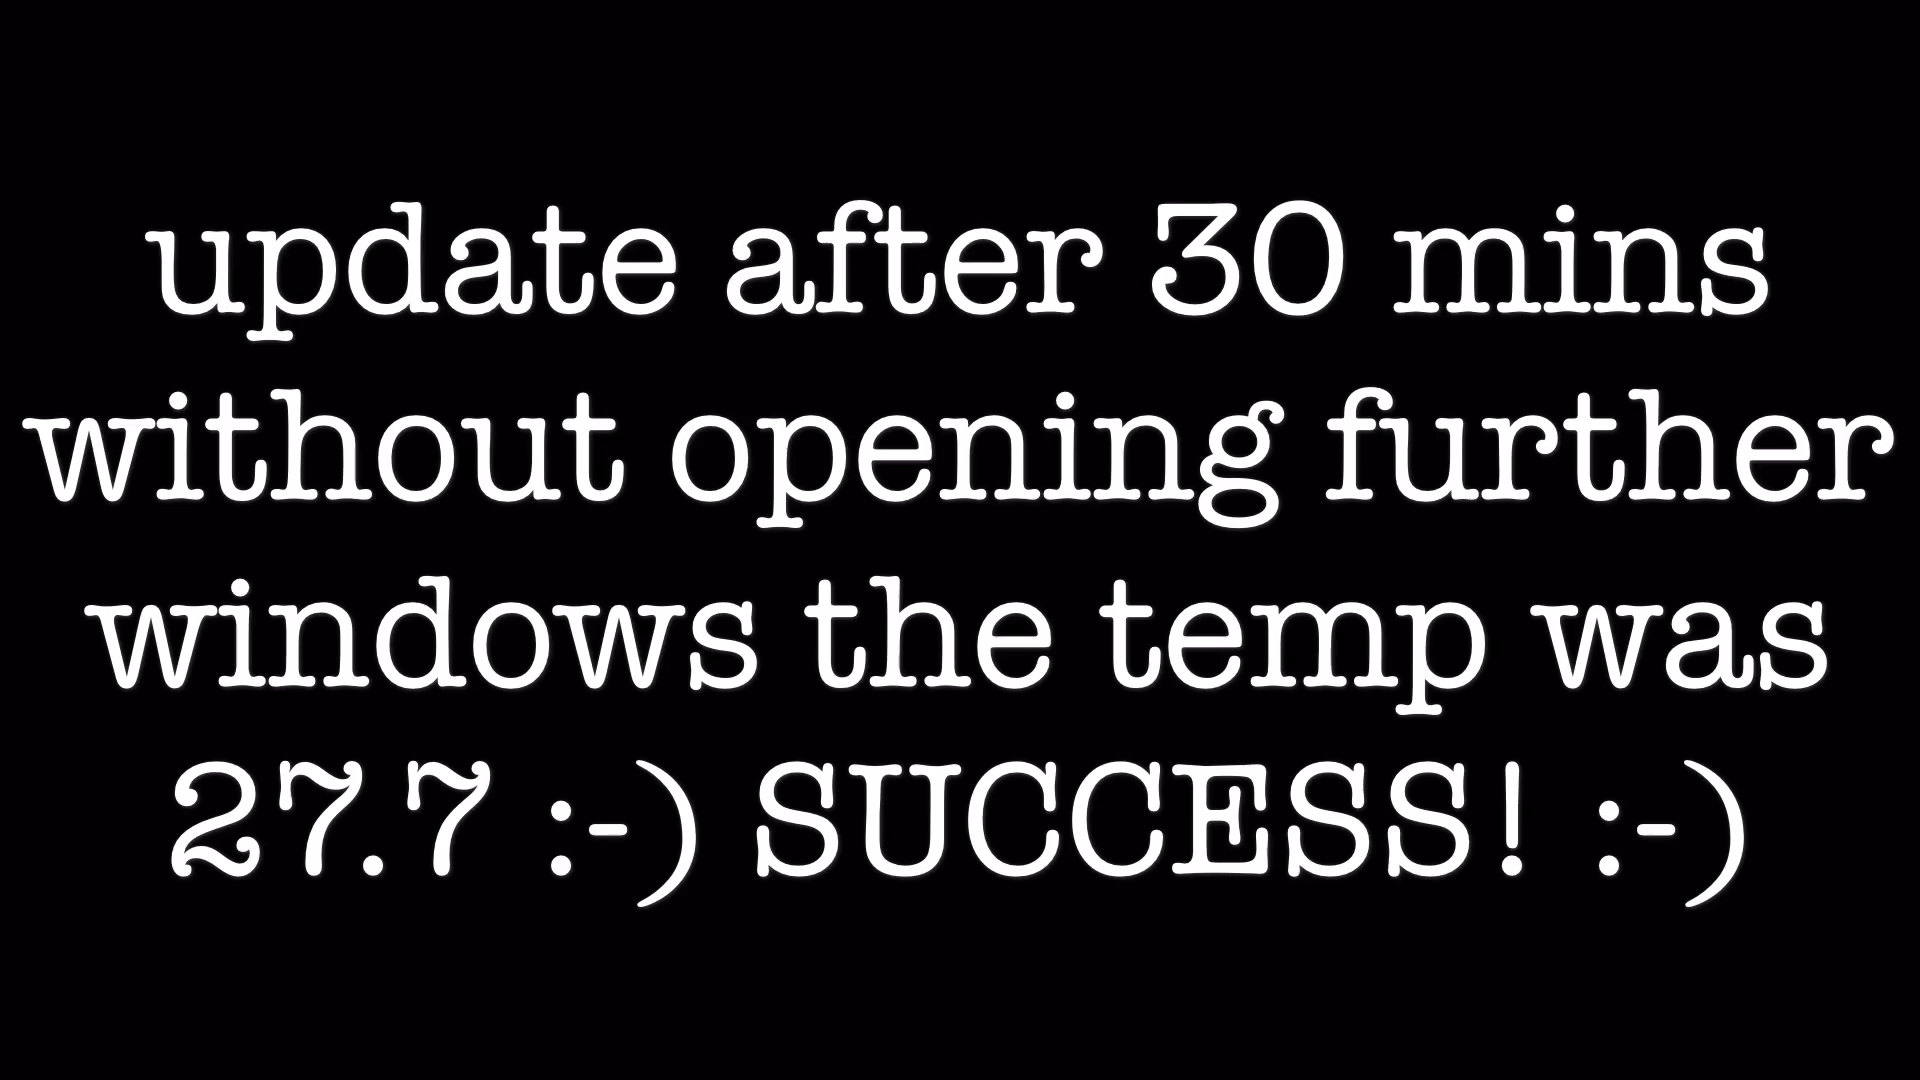 update after 30 mins
without opening further
windows the temp was
27.7 :-) SUCCESS! :-)